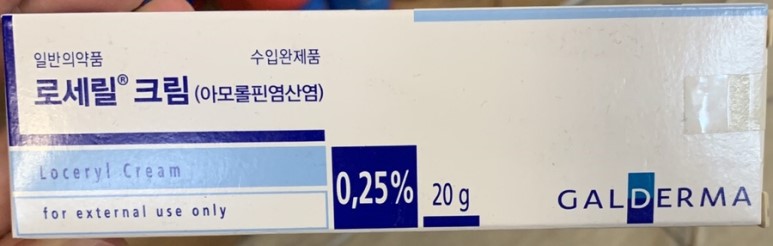 일반의약품 수입완제품
로세릴® 크림 (아모롤핀염산염)
Loceryl Cream
for external use only
0,25% 20 g
GALDERMA